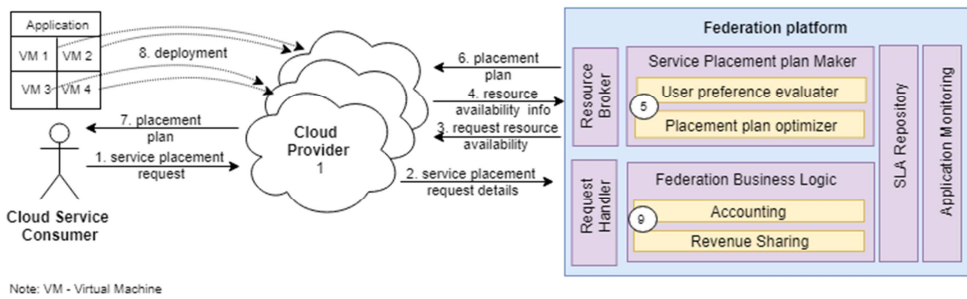 Application
VM 1
VM 2
VM 3
VM 4
8. deployment
Cloud
Provider
1
7. placement
plan
1. service placement
request
Cloud Service
Consumer
6. placement
plan
4. resource
availability info
3. request resource
availability
2. service placement
request details
Federation platform
Resource
Broker
Service Placement plan Maker
5
User preference evaluater
Placement plan optimizer
Request
Handler
Federation Business Logic
9
Accounting
Revenue Sharing
SLA Repository
Application Monitoring
Note: VM - Virtual Machine